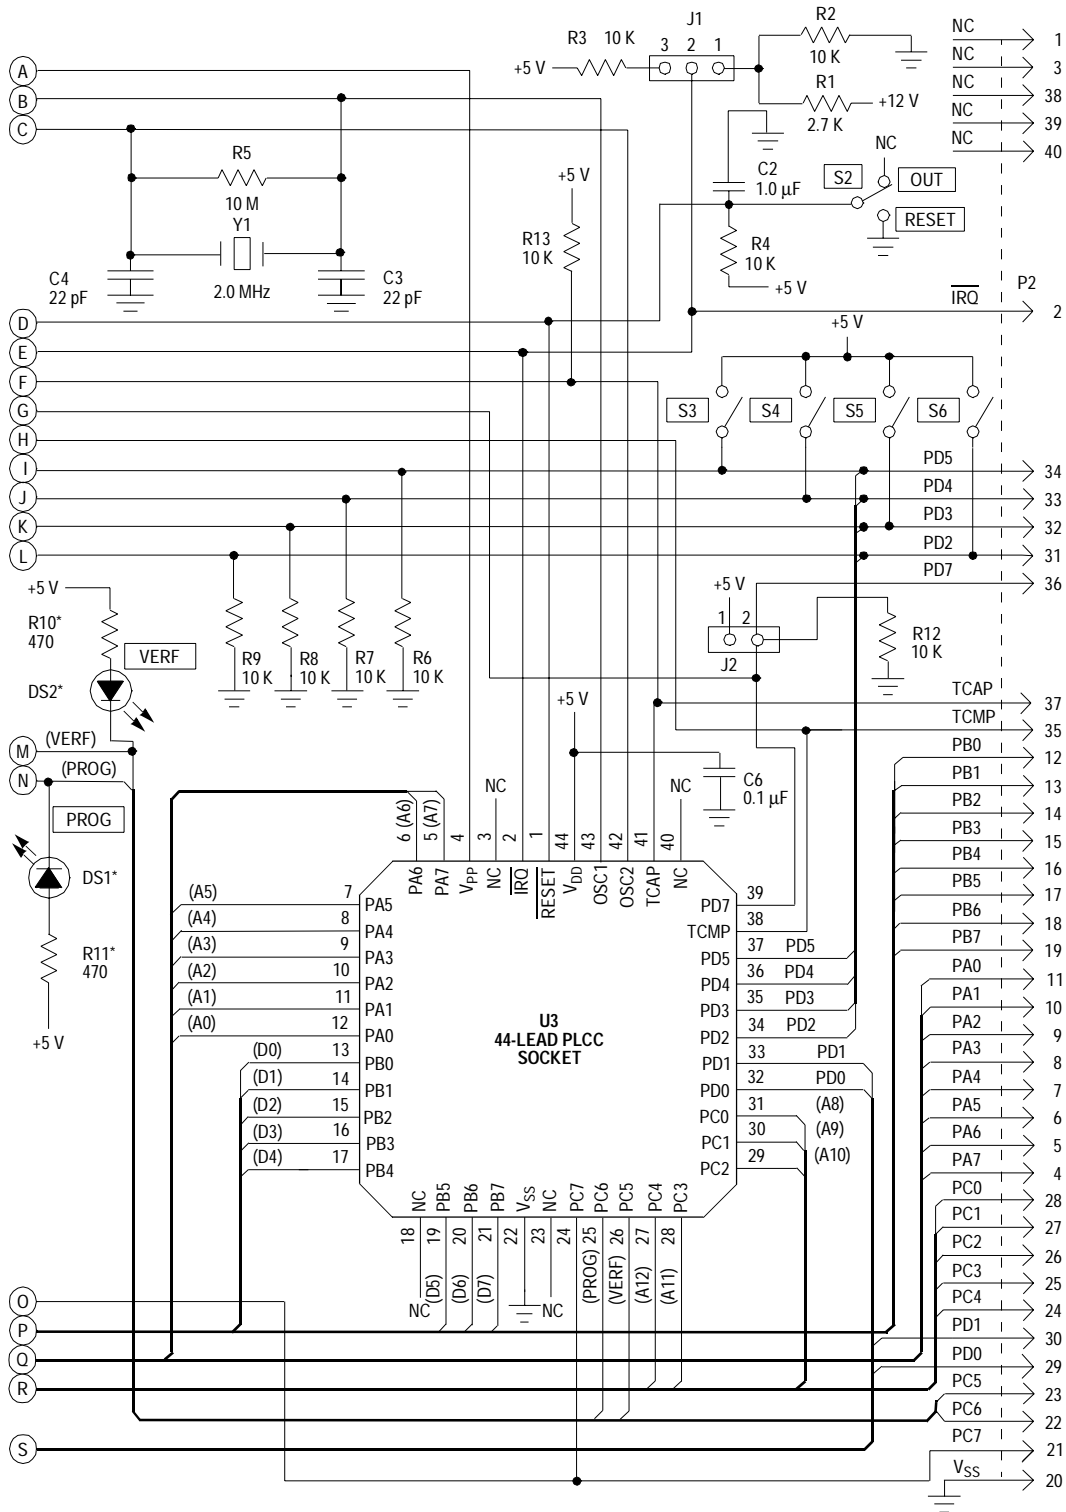 J1
R2
10 K
R3 10 K
3 2 1
+5 V
R1
2.7 K
+12 V
NC 1
NC 3
NC 38
NC 39
NC 40
A
B
C
R5
10 M
Y1
2.0 MHz
C4
22 pF
C3
22 pF
+5 V
R13
10 K
C2
1.0 µF
NC
S2
OUT
RESET
R4
10 K
+5 V
IRQ
P2
2
D
E
F
G
H
I
J
K
L
+5 V
S3
S4
S5
S6
PD5 34
PD4 33
PD3 32
PD2 31
PD7 36
+5 V
R10*
470
VERF
DS2*
R9
10 K
R8
10 K
R7
10 K
R6
10 K
+5 V
1 2
J2
R12
10 K
+5 V
C6
0.1 µF
M
(VERF)
N
(PROG)
PROG
DS1*
R11*
470
+5 V
TCAP 37
TCMP 35
PB0 12
PB1 13
PB2 14
PB3 15
PB4 16
PB5 17
PB6 18
PB7 19
PA0 11
PA1 10
PA2 9
PA3 8
PA4 7
PA5 6
PA6 5
PA7 4
PC0 28
PC1 27
PC2 26
PC3 25
PC4 24
PD1 30
PD0 29
PC5 23
PC6 22
PC7 21
VSS 20
NC
NC
6 (A6)
5 (A7)
4
3
2
1
44
43
42
41
40
PA6
PA7
VPP
NC
IRQ
RESET
VDD
OSC1
OSC2
TCAP
NC
(A5) 7 PA5
(A4) 8 PA4
(A3) 9 PA3
(A2) 10 PA2
(A1) 11 PA1
(A0) 12 PA0
(D0) 13 PB0
(D1) 14 PB1
(D2) 15 PB2
(D3) 16 PB3
(D4) 17 PB4
U3
44-LEAD PLCC
SOCKET
PD7 39
TCMP 38
PD5 37 PD5
PD4 36 PD4
PD3 35 PD3
PD2 34 PD2
PD1 33 PD1
PD0 32 PD0
PC0 31 (A8)
PC1 30 (A9)
PC2 29 (A10)
NC
PB5
PB6
PB7
VSS
NC
PC7
PC6
PC5
PC4
PC3
18
19
20
21
22
23
24
25
26
27
28
NC
(D5)
(D6)
(D7)
NC
(PROG)
(VERF)
(A12)
(A11)
O
P
Q
R
S